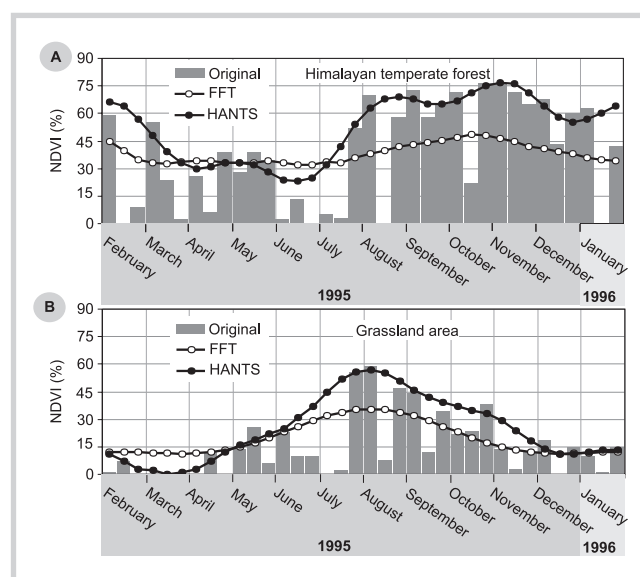 A
90
75
60
45
30
15
0
NDVI (%)
Original
FFT
HANTS
Himalayan temperate forest
February
March
April
May
June
July
August
September
October
November
December
January
1995
1996
B
90
75
60
45
30
15
0
NDVI (%)
Original
FFT
HANTS
Grassland area
February
March
April
May
June
July
August
September
October
November
December
January
1995
1996